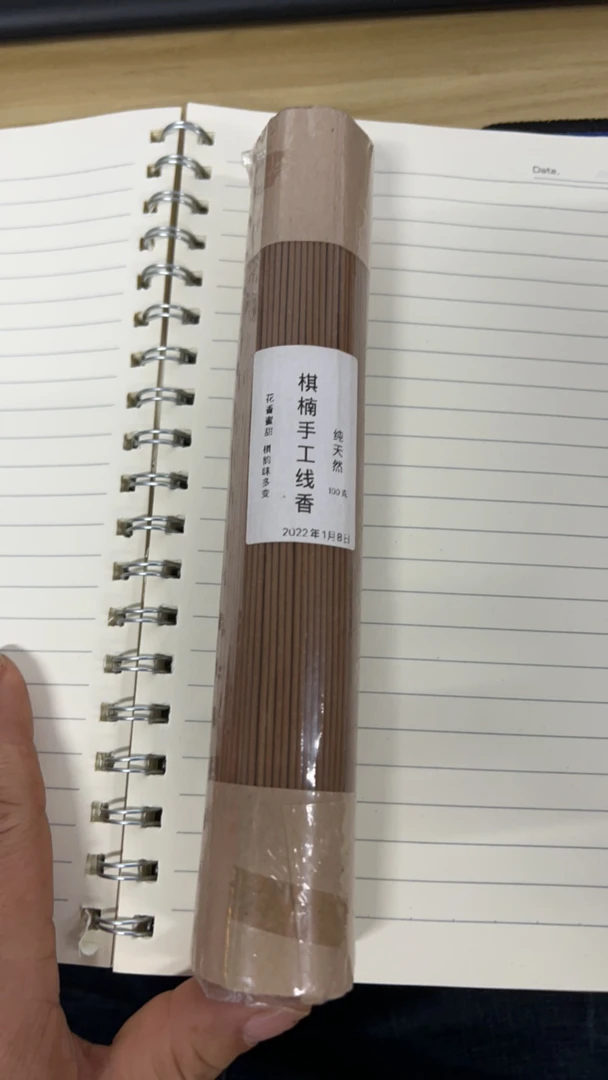 Date.
棋楠手工线香
纯天然
100克
花香蜜甜 棋韵味多变
2022年1月8日